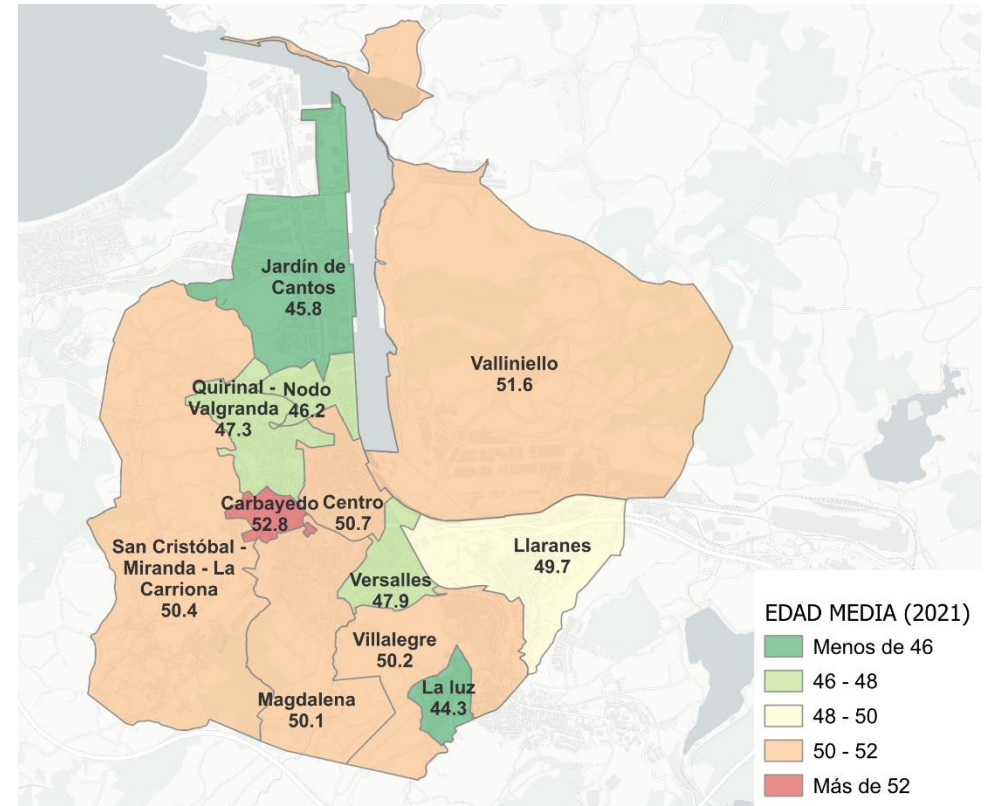 Jardín de
Cantos
45.8
Valliniello
51.6
Quirinal -
Valgranda
47.3
Nodo
46.2
Carbayedo
52.8
Centro
50.7
San Cristóbal -
Miranda - La
Carriona
50.4
Llaranes
49.7
Versalles
47.9
Villalegre
50.2
La luz
44.3
Magdalena
50.1
EDAD MEDIA (2021)
Menos de 46
46 - 48
48 - 50
50 - 52
Más de 52